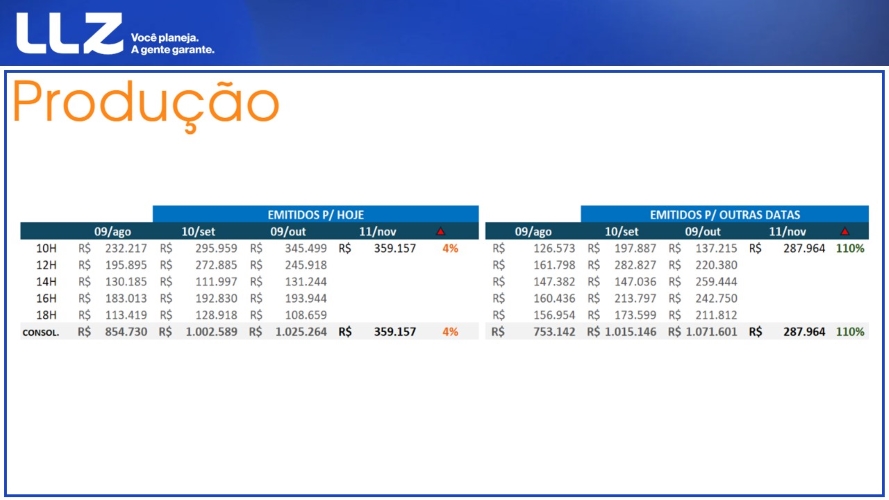 LLZ Você planeja.
A gente garante.
Produção
EMITIDOS P/ HOJE EMITIDOS P/ OUTRAS DATAS
09/ago 10/set 09/out 11/nov 09/ago 10/set 09/out 11/nov
10H R$ 232.217 R$ 295.959 R$ 345.499 R$ 359.157 4% R$ 126.573 R$ 197.887 R$ 137.215 R$ 287.964 110%
12H R$ 195.895 R$ 272.885 R$ 245.918 R$ 161.798 R$ 282.827 R$ 220.380
14H R$ 130.185 R$ 111.997 R$ 131.244 R$ 147.382 R$ 147.036 R$ 259.444
16H R$ 183.013 R$ 192.830 R$ 193.944 R$ 160.436 R$ 213.797 R$ 242.750
18H R$ 113.419 R$ 128.918 R$ 108.659 R$ 156.954 R$ 173.599 R$ 211.812
CONSOL. R$ 854.730 R$ 1.002.589 R$ 1.025.264 R$ 359.157 4% R$ 753.142 R$ 1.015.146 R$ 1.071.601 R$ 287.964 110%